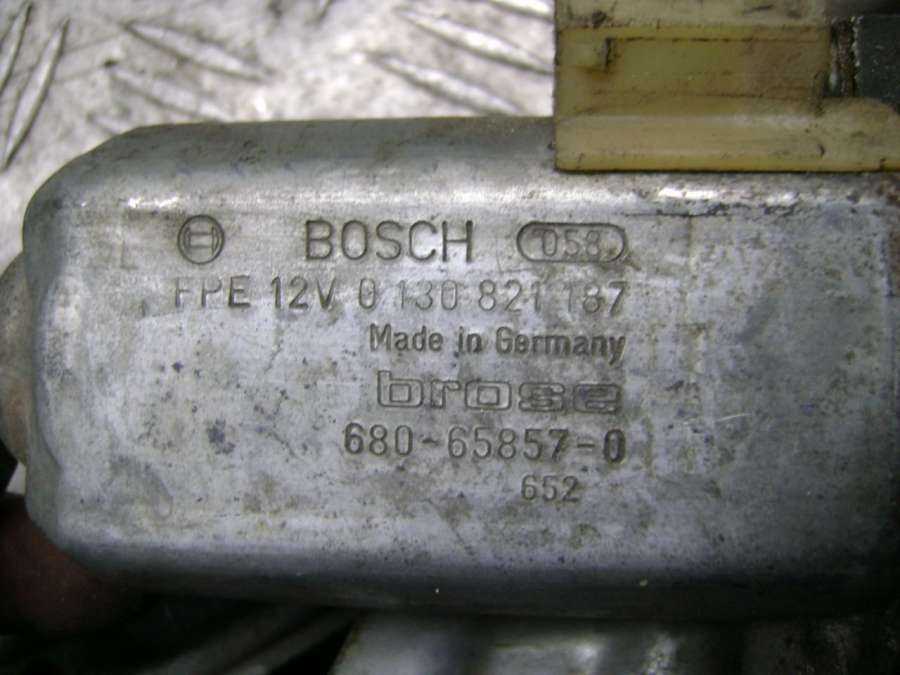 BOSCH 058
FPE 12V 0 130 821 187
Made in Germany
brose
680-65857-0
652